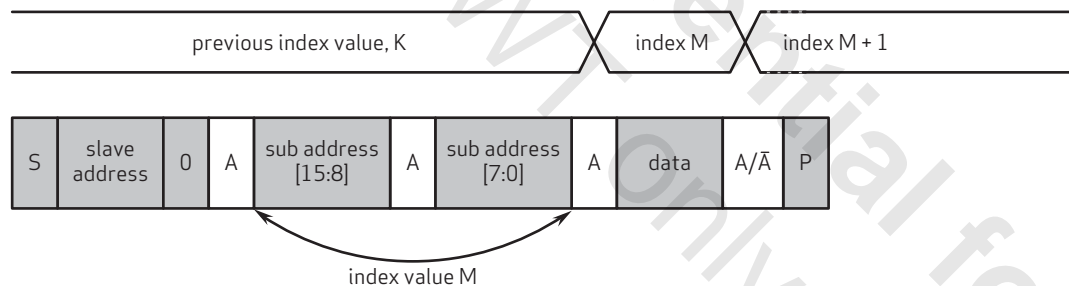 previous index value, K
index M
index M + 1
S
slave
address
0
A
sub address
[15:8]
A
sub address
[7:0]
A
data
A/Ā
P
index value M
only